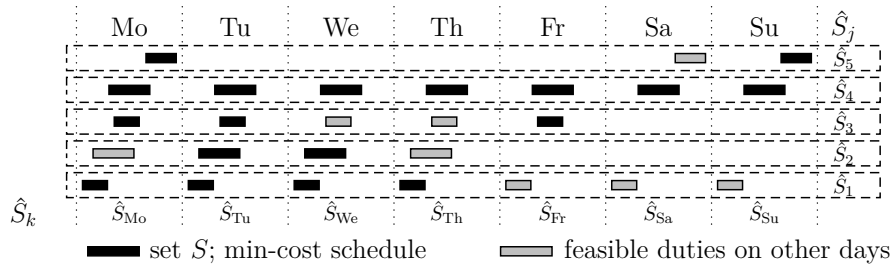 Mo Tu We Th Fr Sa Su Ŝ_j
Ŝ_5
Ŝ_4
Ŝ_3
Ŝ_2
Ŝ_1
Ŝ_k Ŝ_Mo Ŝ_Tu Ŝ_We Ŝ_Th Ŝ_Fr Ŝ_Sa Ŝ_Su
set S; min-cost schedule feasible duties on other days